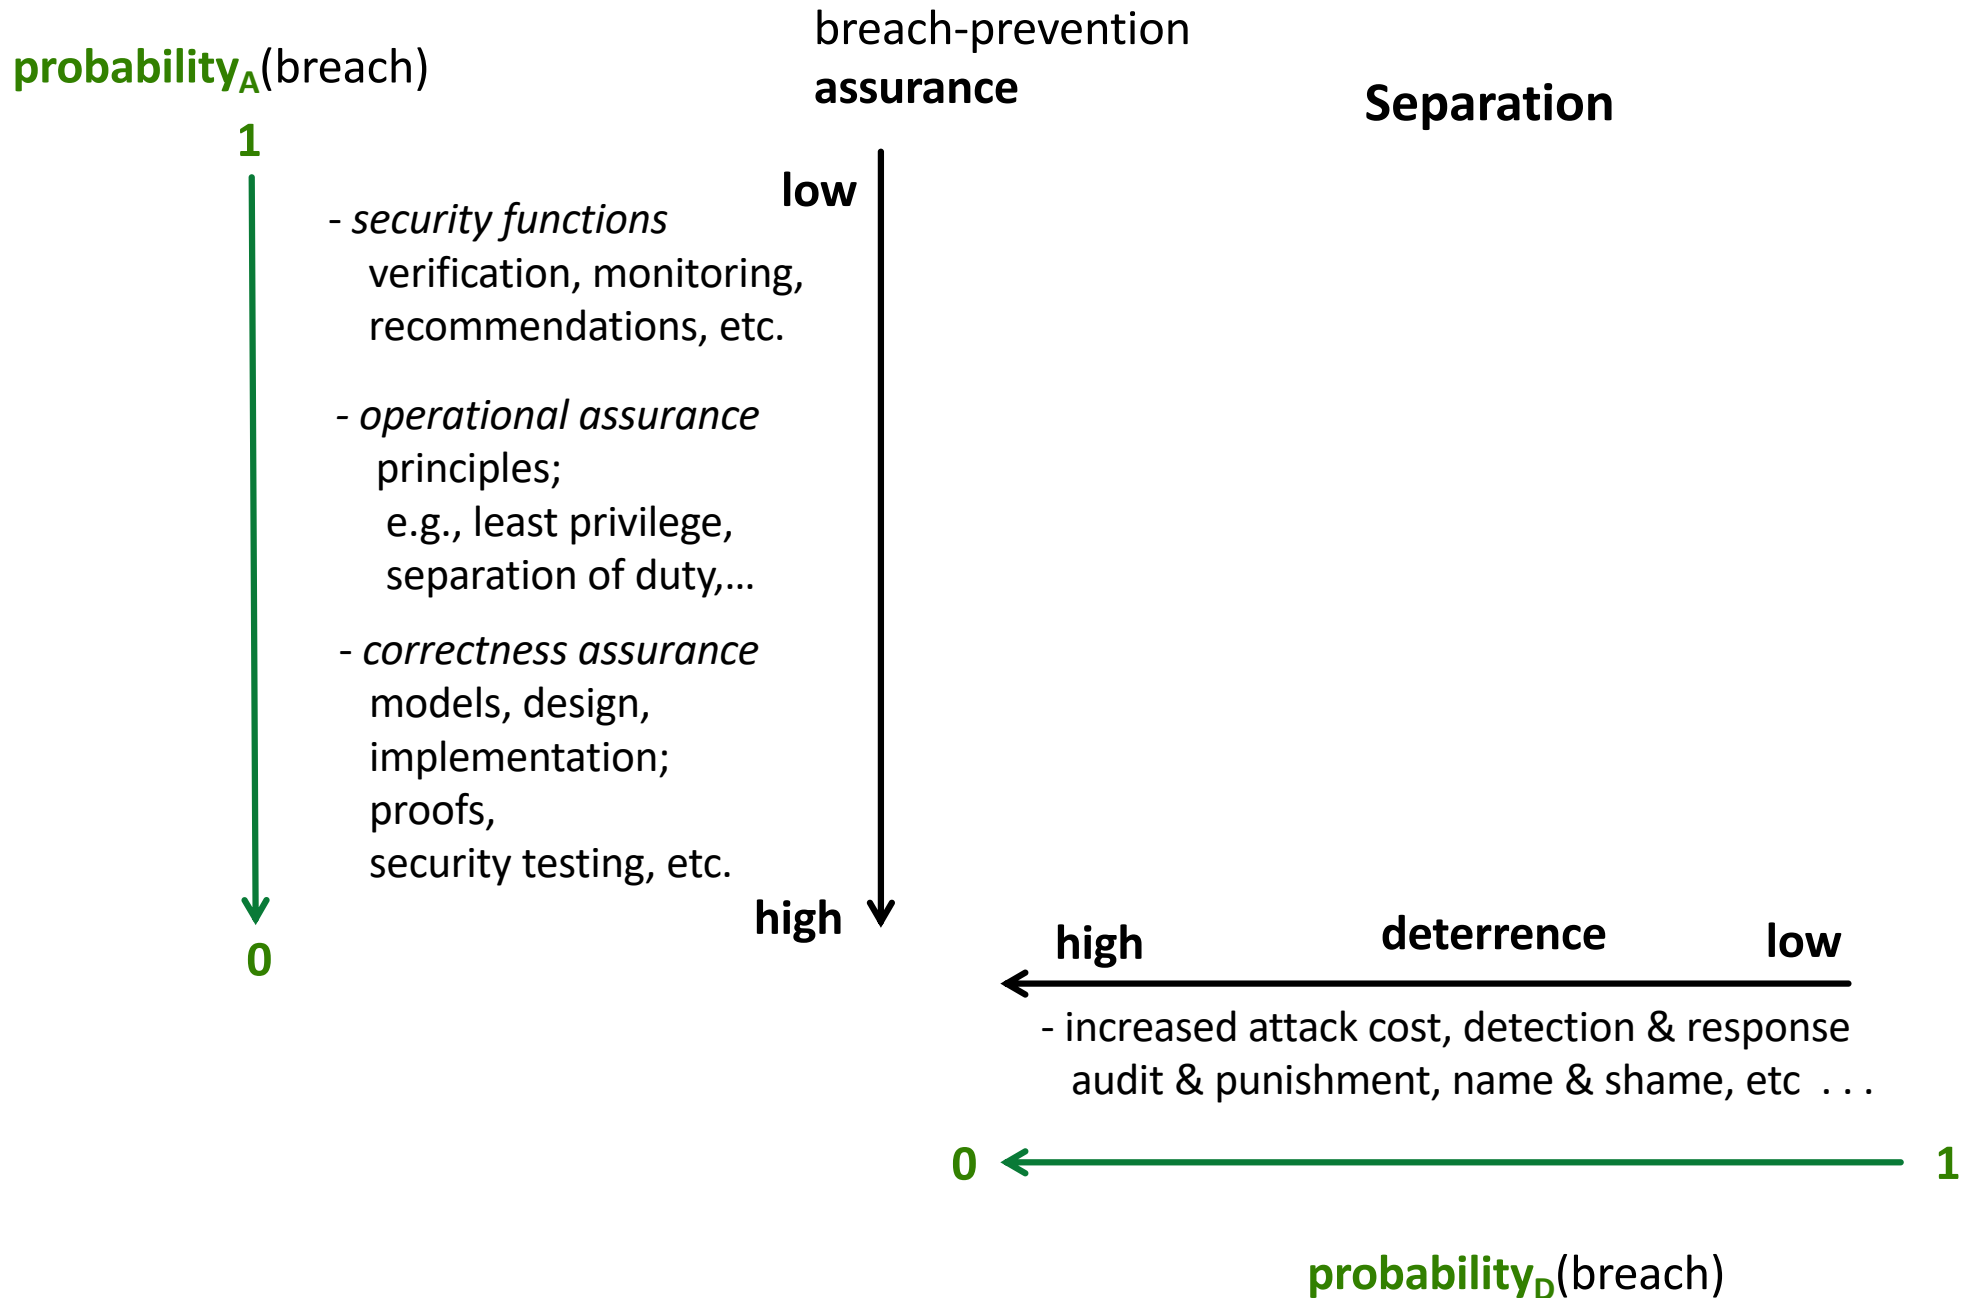 probabilityA(breach)
1
breach-prevention
assurance
Separation
low
- security functions
verification, monitoring,
recommendations, etc.
- operational assurance
principles;
e.g., least privilege,
separation of duty,...
- correctness assurance
models, design,
implementation;
proofs,
security testing, etc.
high
0
high
deterrence
low
- increased attack cost, detection & response
audit & punishment, name & shame, etc . . .
0
1
probabilityD(breach)